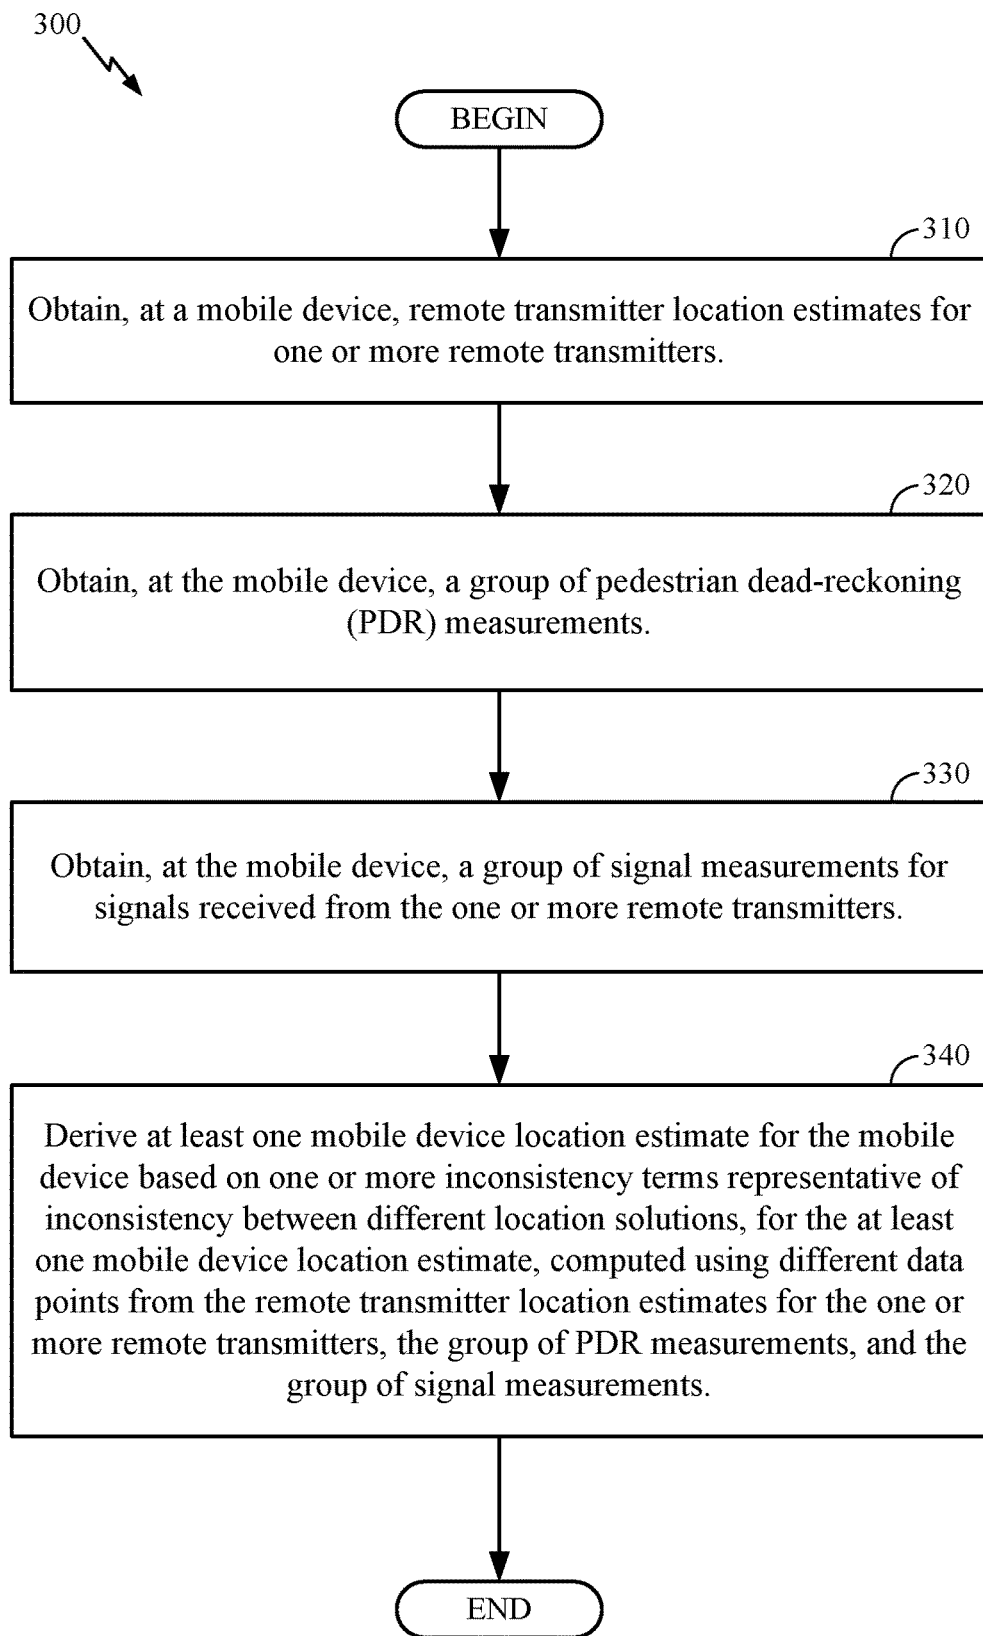 300
BEGIN
310
Obtain, at a mobile device, remote transmitter location estimates for
one or more remote transmitters.
320
Obtain, at the mobile device, a group of pedestrian dead-reckoning
(PDR) measurements.
330
Obtain, at the mobile device, a group of signal measurements for
signals received from the one or more remote transmitters.
340
Derive at least one mobile device location estimate for the mobile
device based on one or more inconsistency terms representative of
inconsistency between different location solutions, for the at least
one mobile device location estimate, computed using different data
points from the remote transmitter location estimates for the one or
more remote transmitters, the group of PDR measurements, and the
group of signal measurements.
END